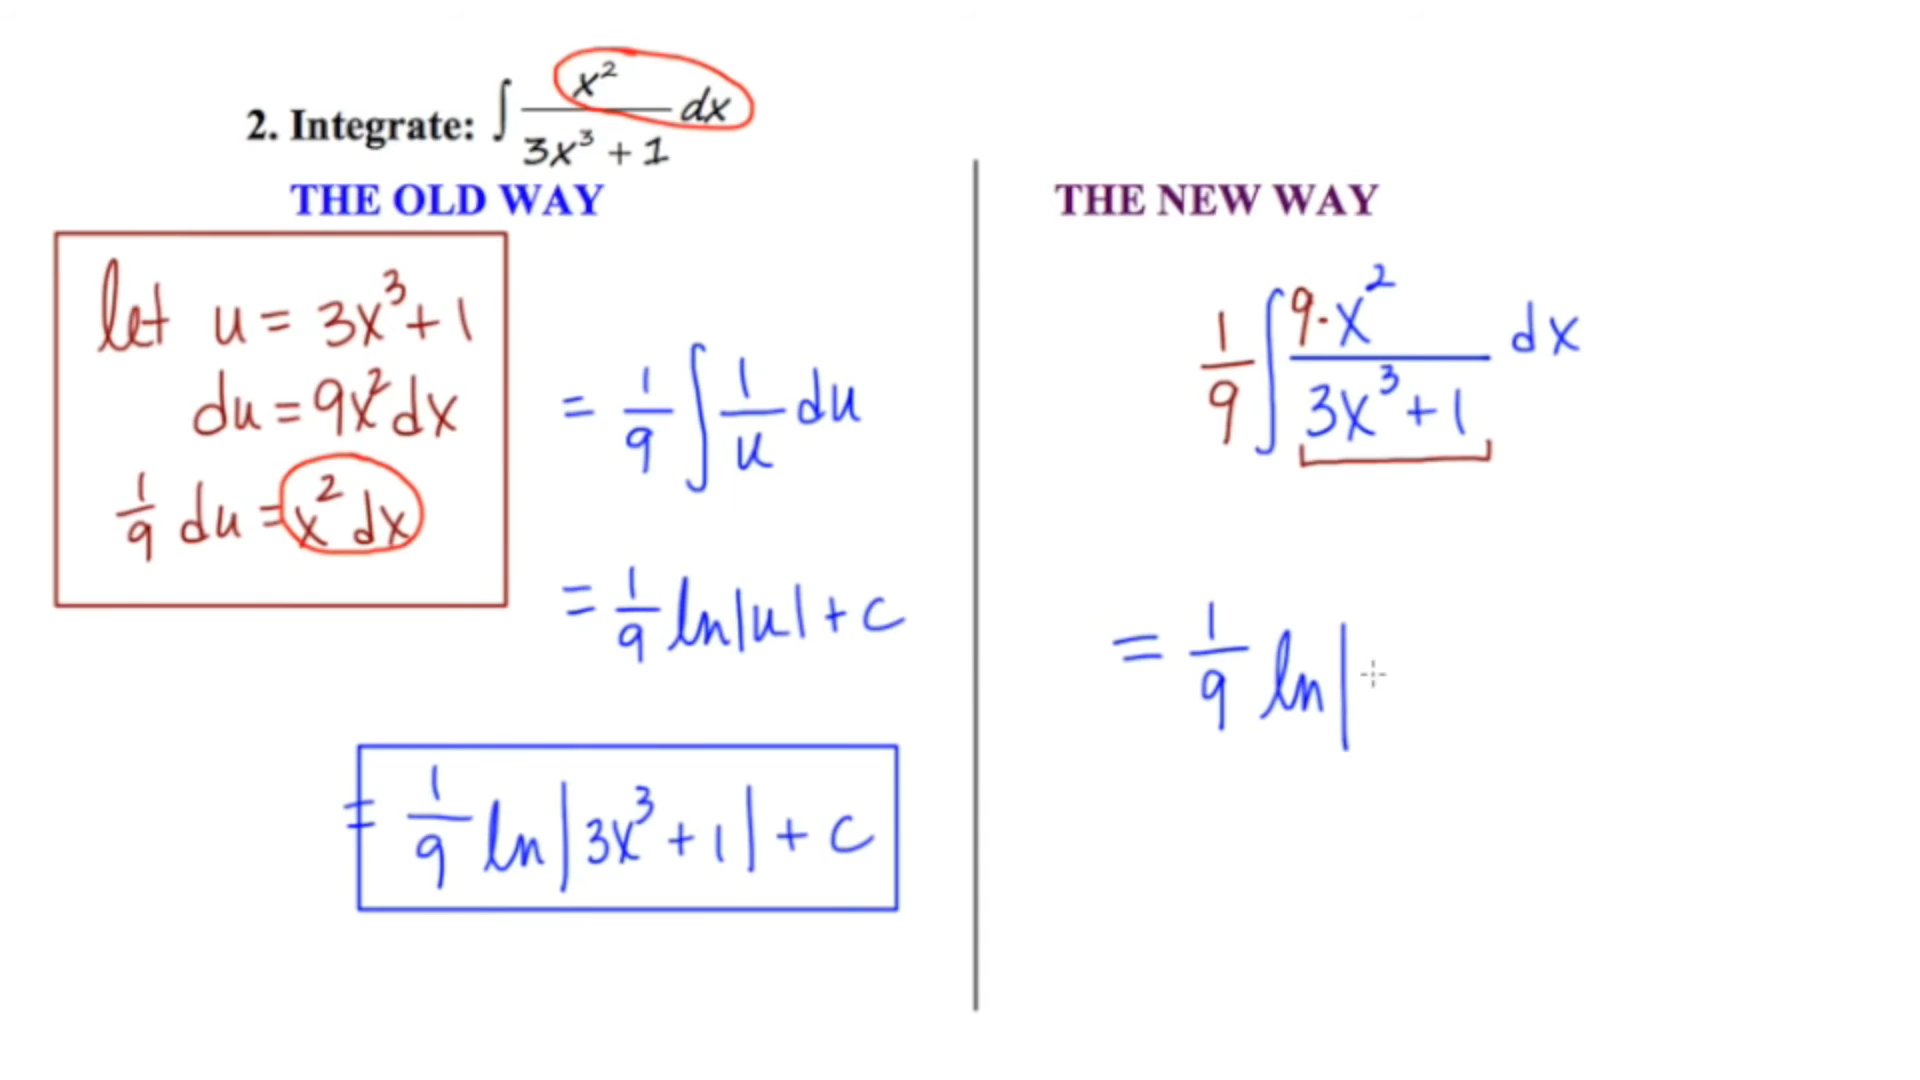 2. Integrate: ∫ x²/(3x³ + 1) dx
THE OLD WAY
let u = 3x³ + 1
du = 9x² dx
1/9 du = x² dx
= 1/9 ∫ 1/u du
= 1/9 ln|u| + c
= 1/9 ln|3x³ + 1| + c
THE NEW WAY
1/9 ∫ 9·x²/(3x³ + 1) dx
= 1/9 ln|